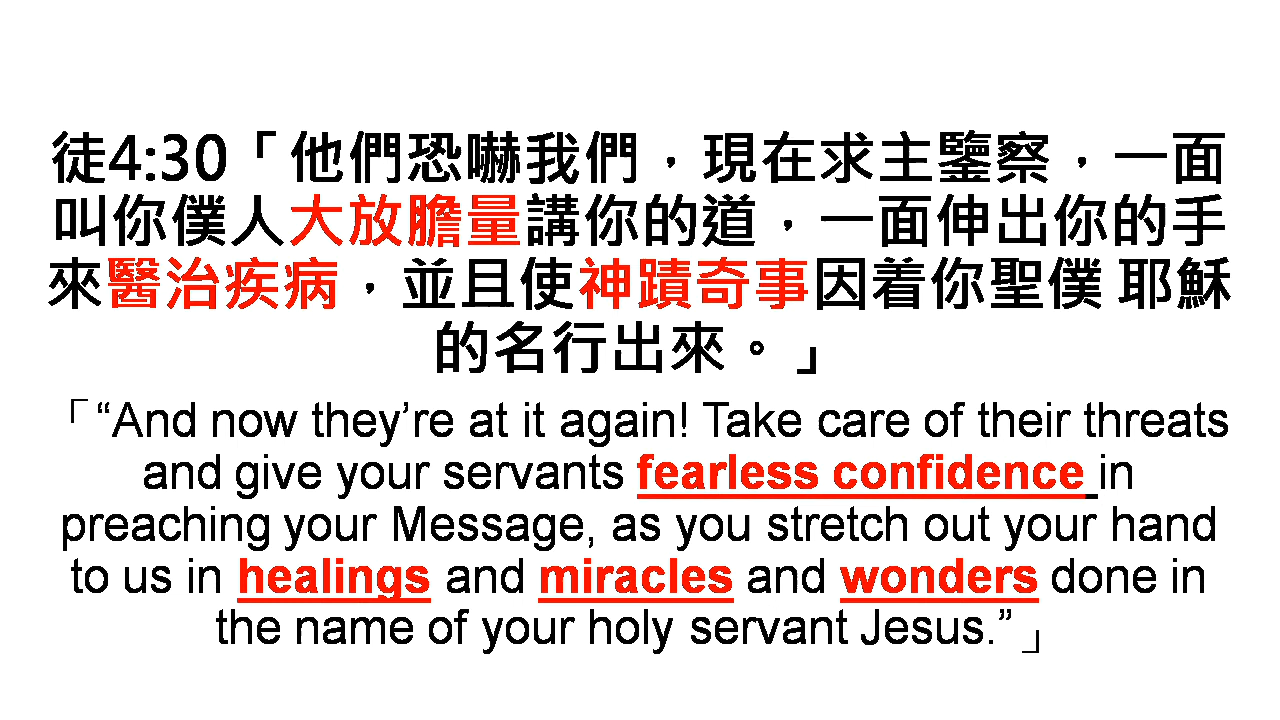 徒4:30「他們恐嚇我們，現在求主鑒察，一面
叫你僕人大放膽量講你的道，一面伸出你的手
來醫治疾病，並且使神蹟奇事因着你聖僕 耶穌
的名行出來。」
「“And now they’re at it again! Take care of their threats
and give your servants fearless confidence in
preaching your Message, as you stretch out your hand
to us in healings and miracles and wonders done in
the name of your holy servant Jesus.”」